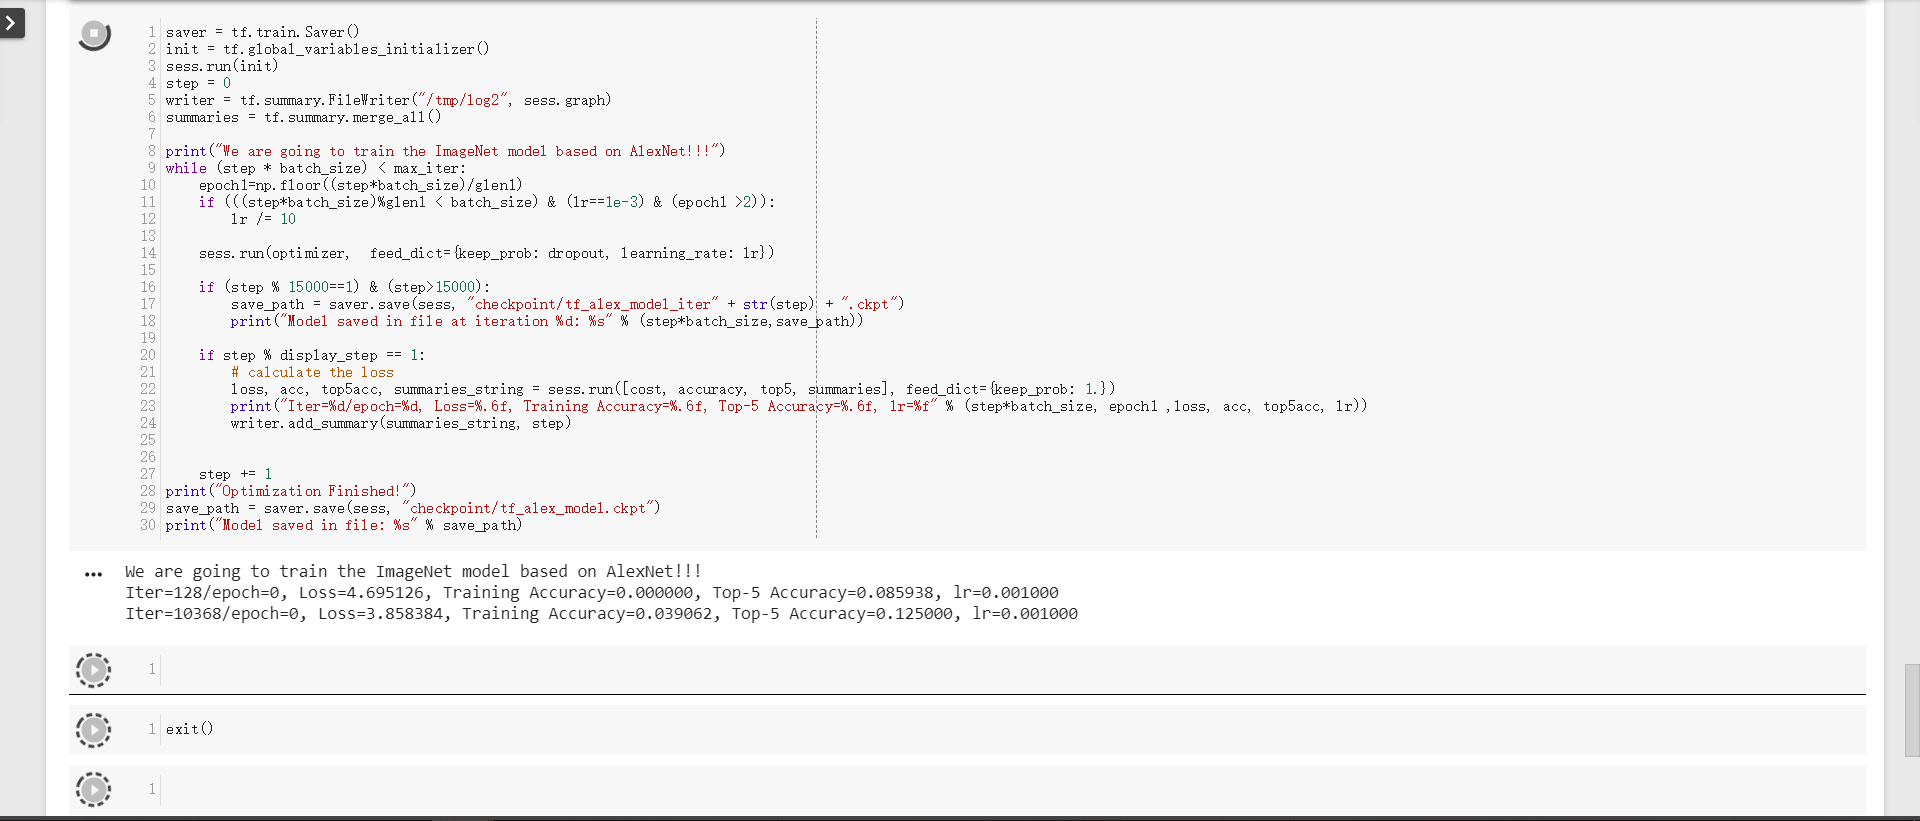 1 saver = tf.train.Saver()
2 init = tf.global_variables_initializer()
3 sess.run(init)
4 step = 0
5 writer = tf.summary.FileWriter("/tmp/log2", sess.graph)
6 summaries = tf.summary.merge_all()
7
8 print("We are going to train the ImageNet model based on AlexNet!!!")
9 while (step * batch_size) < max_iter:
10     epoch1=np.floor((step*batch_size)/glen1)
11     if (((step*batch_size)%glen1 < batch_size) & (lr==1e-3) & (epoch1 >2)):
12         lr /= 10
13
14     sess.run(optimizer,  feed_dict={keep_prob: dropout, learning_rate: lr})
15
16     if (step % 15000==1) & (step>15000):
17         save_path = saver.save(sess, "checkpoint/tf_alex_model_iter" + str(step) + ".ckpt")
18         print("Model saved in file at iteration %d: %s" % (step*batch_size,save_path))
19
20     if step % display_step == 1:
21         # calculate the loss
22         loss, acc, top5acc, summaries_string = sess.run([cost, accuracy, top5, summaries], feed_dict={keep_prob: 1.})
23         print("Iter=%d/epoch=%d, Loss=%.6f, Training Accuracy=%.6f, Top-5 Accuracy=%.6f, lr=%f" % (step*batch_size, epoch1 ,loss, acc, top5acc, lr))
24         writer.add_summary(summaries_string, step)
25
26
27     step += 1
28 print("Optimization Finished!")
29 save_path = saver.save(sess, "checkpoint/tf_alex_model.ckpt")
30 print("Model saved in file: %s" % save_path)
We are going to train the ImageNet model based on AlexNet!!!
Iter=128/epoch=0, Loss=4.695126, Training Accuracy=0.000000, Top-5 Accuracy=0.085938, lr=0.001000
Iter=10368/epoch=0, Loss=3.858384, Training Accuracy=0.039062, Top-5 Accuracy=0.125000, lr=0.001000
1
1 exit()
1